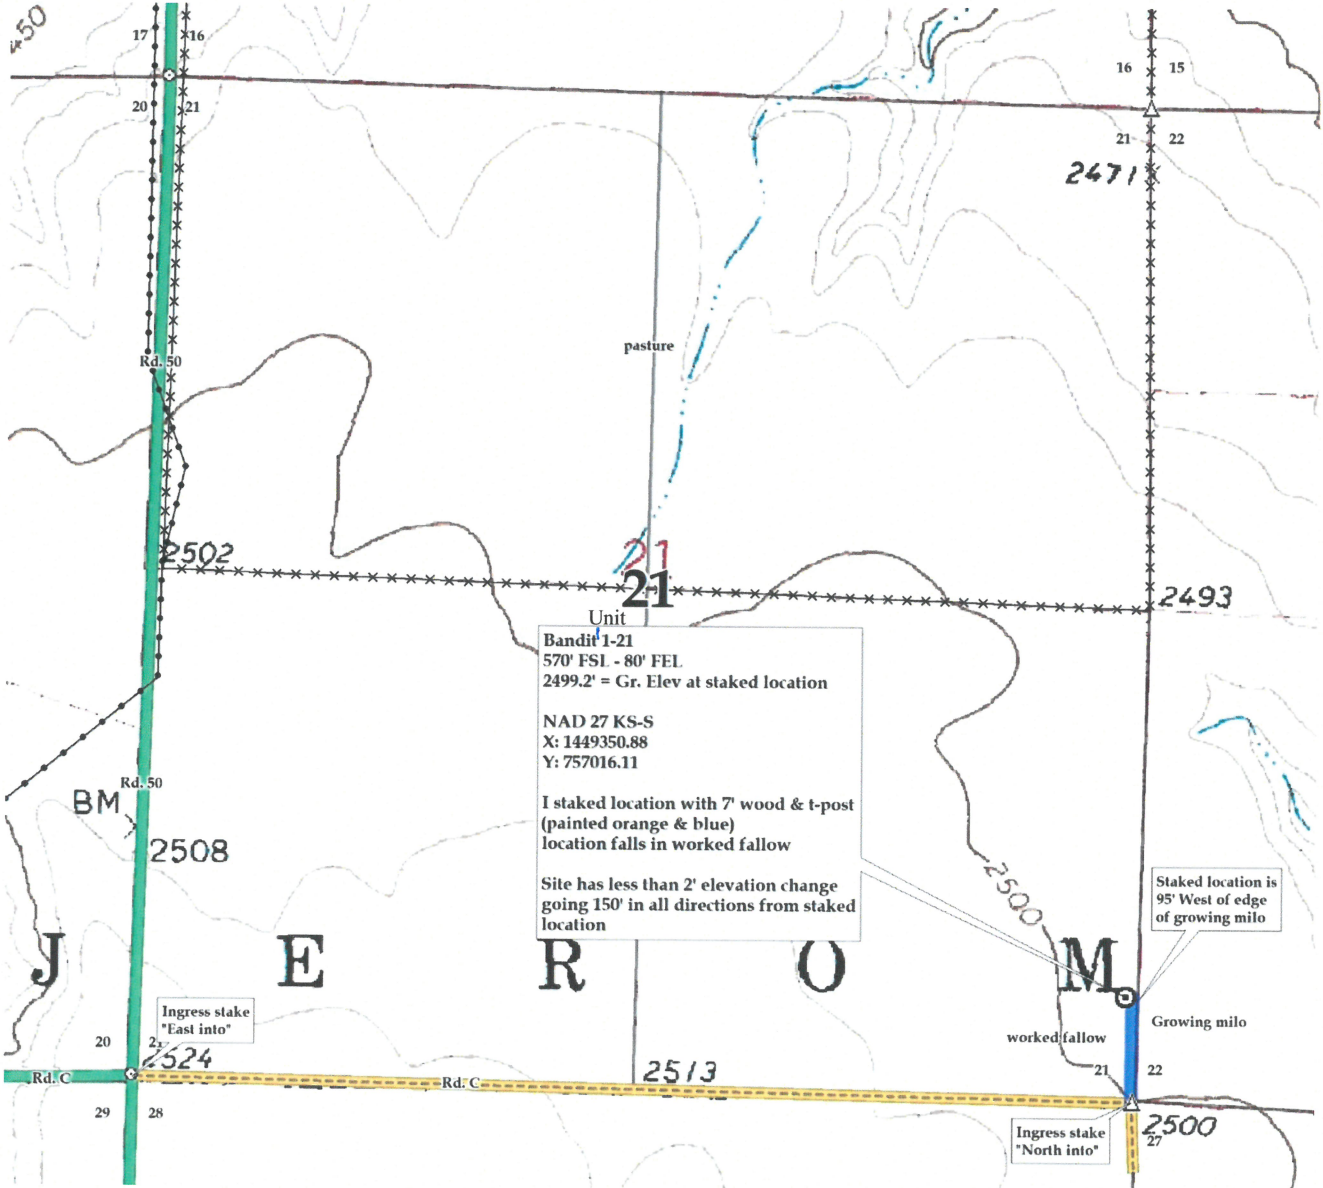 450
17 16
20 21
16 15
21 22
2471
Rd. 50
pasture
2502
21
21
2493
Unit
Bandit 1-21
570' FSL - 80' FEL
2499.2' = Gr. Elev at staked location
NAD 27 KS-S
X: 1449350.88
Y: 757016.11
I staked location with 7' wood & t-post
(painted orange & blue)
location falls in worked fallow
Site has less than 2' elevation change
going 150' in all directions from staked
location
Rd. 50
BM
2508
2500
Staked location is
95' West of edge
of growing milo
J E R O M
Ingress stake
"East into"
Growing milo
worked fallow
20 21
2524
Rd. C
Rd. C
2513
21 22
29 28
Ingress stake
"North into"
2500
27